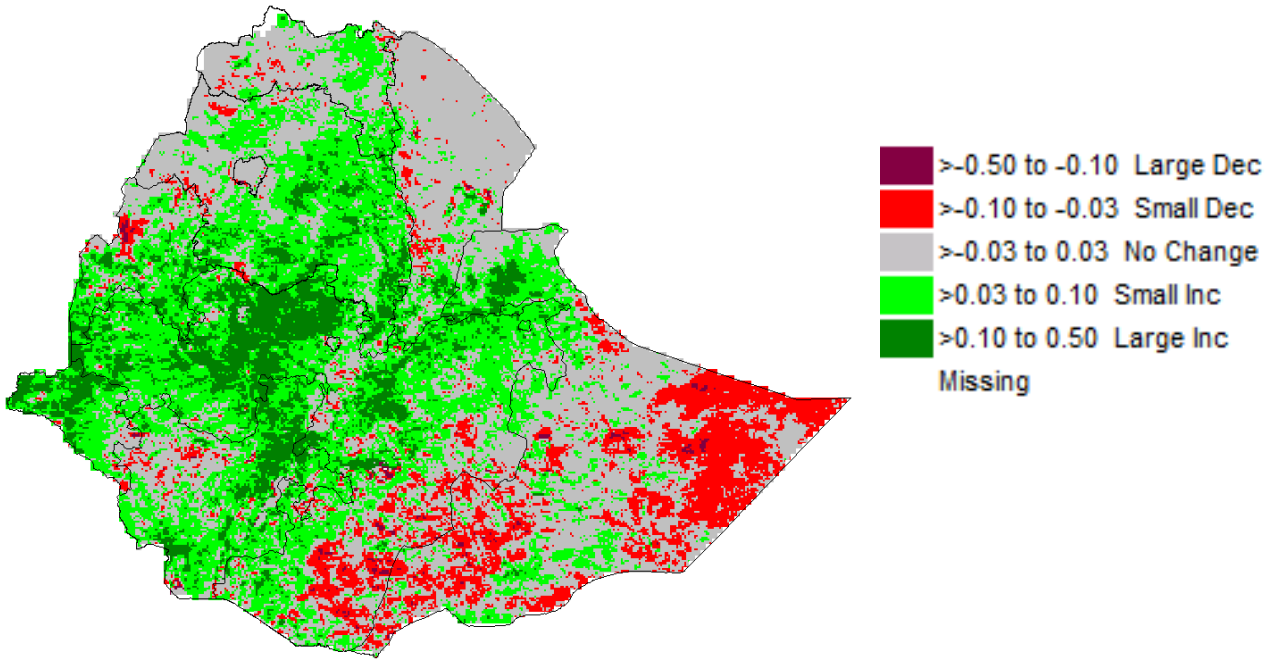 >-0.50 to -0.10 Large Dec
>-0.10 to -0.03 Small Dec
>-0.03 to 0.03 No Change
>0.03 to 0.10 Small Inc
>0.10 to 0.50 Large Inc
Missing